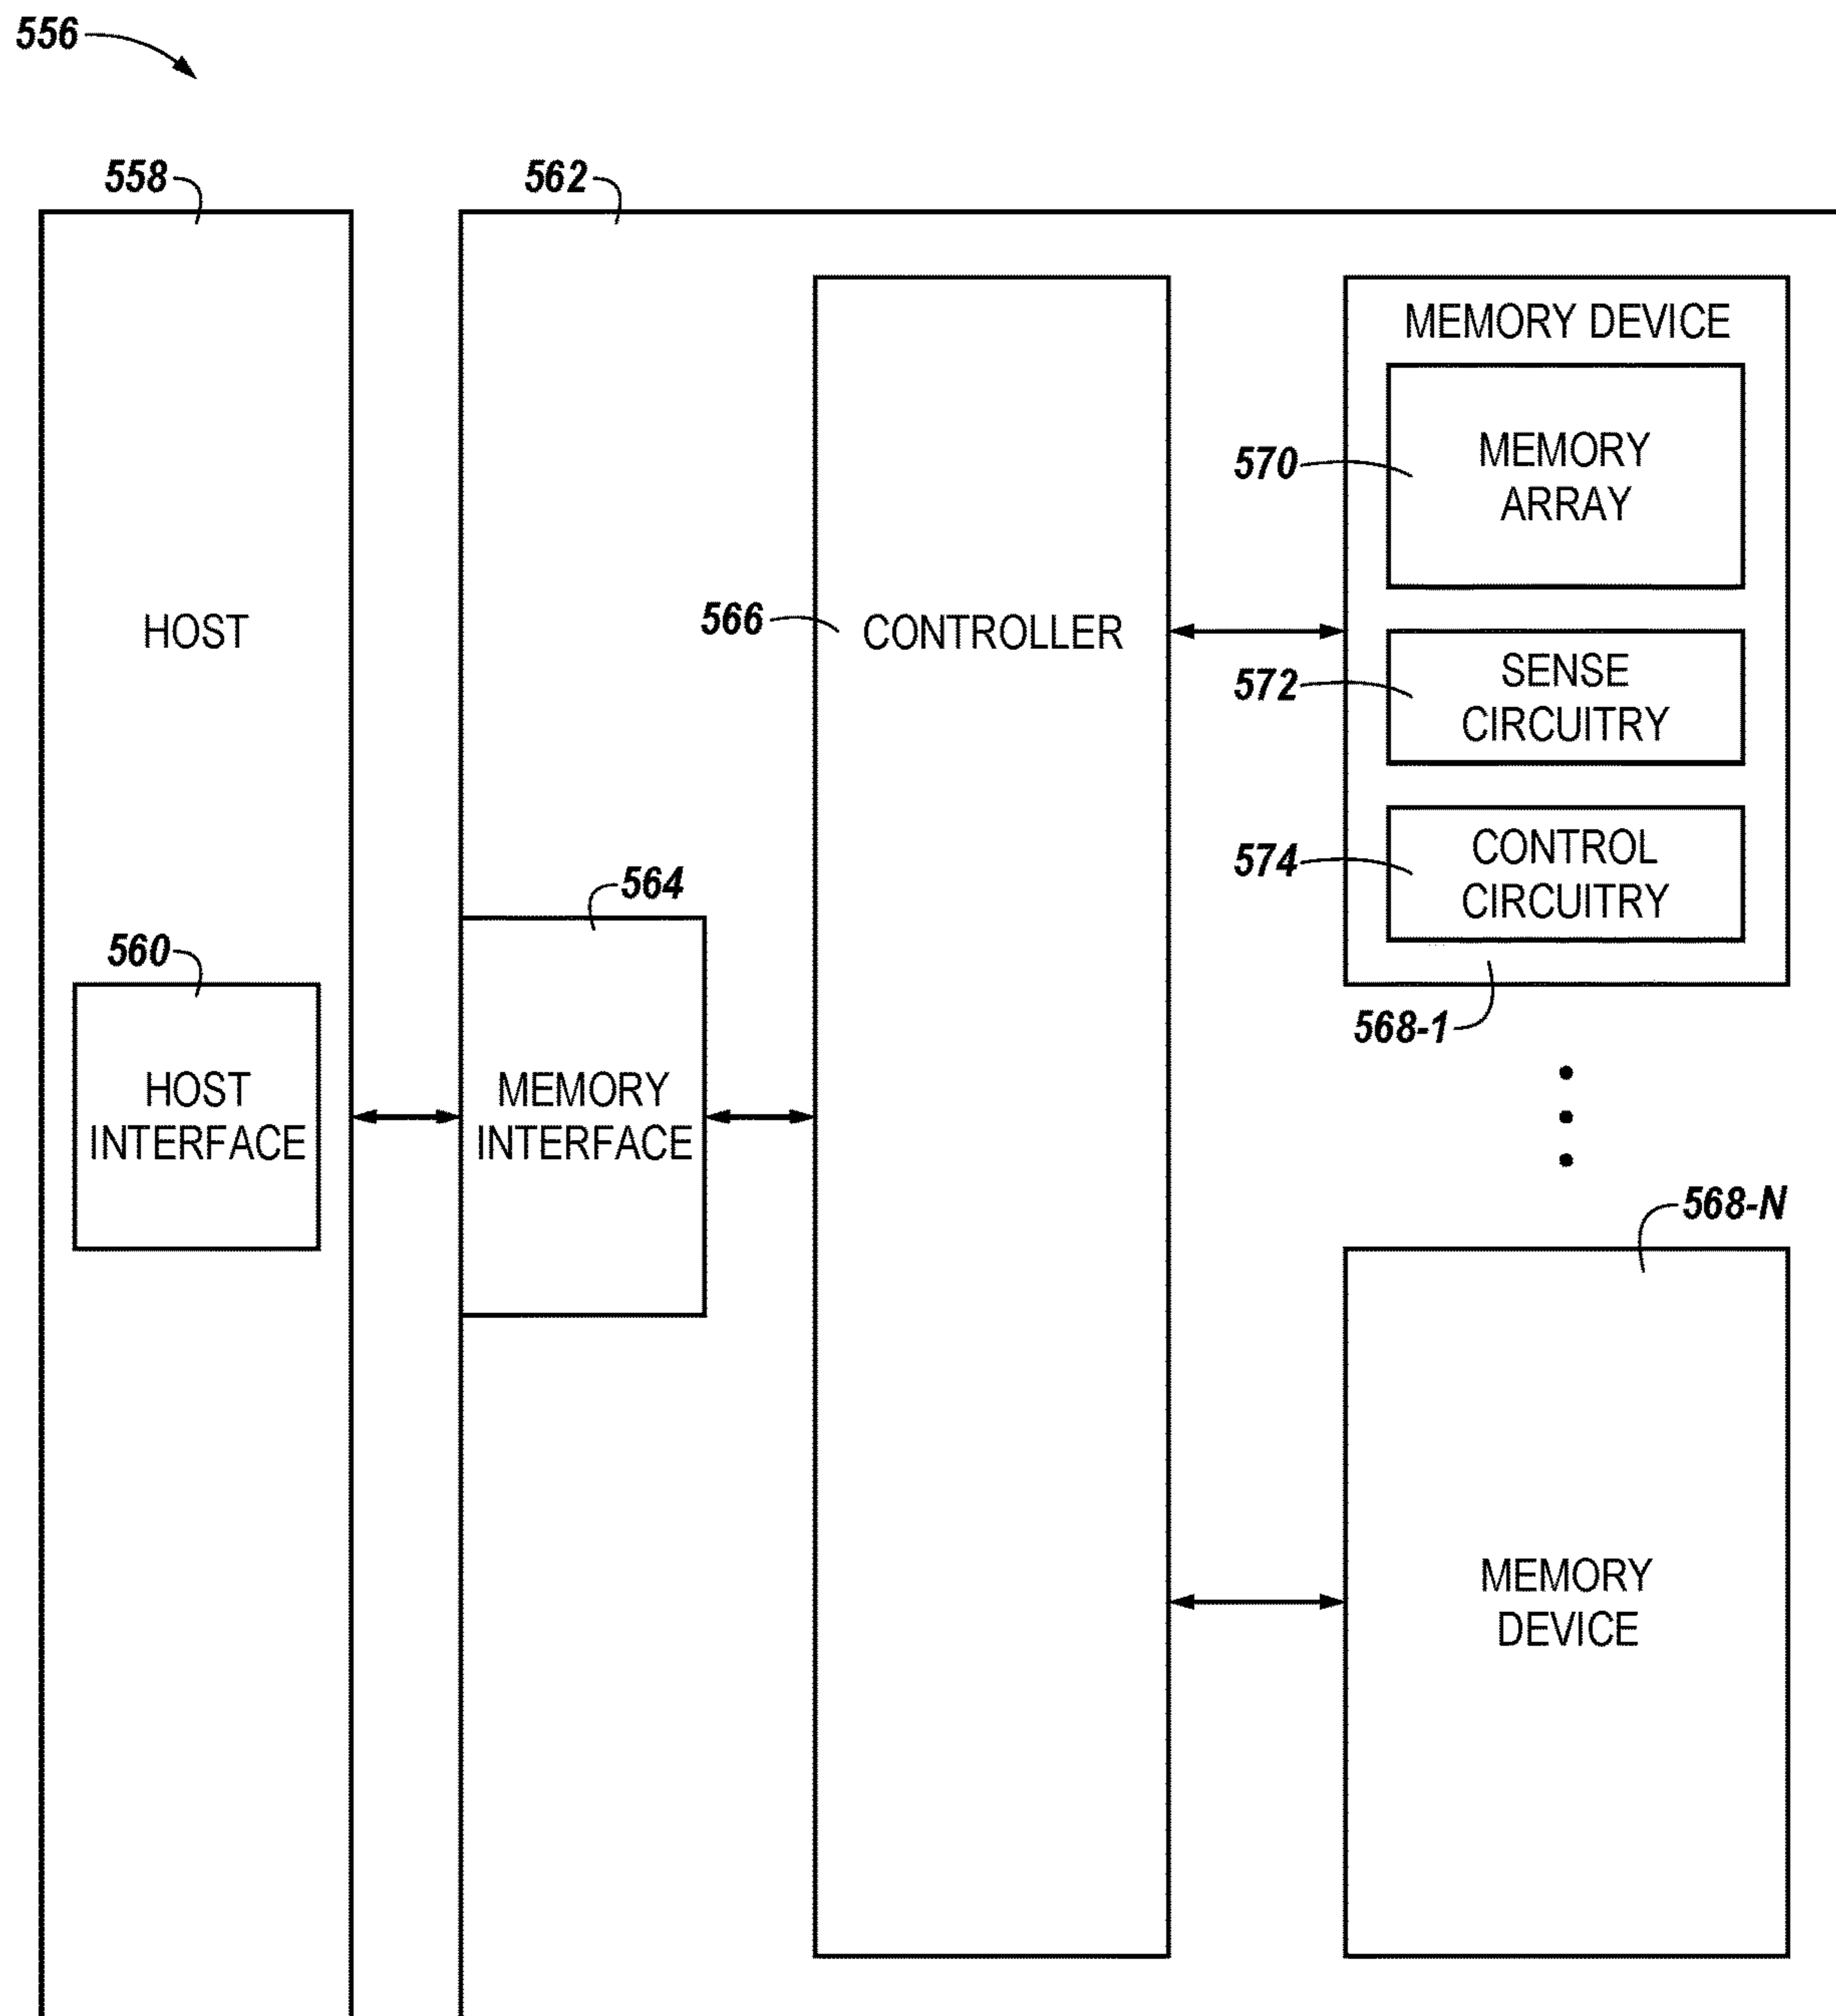 556
558
562
HOST
560
HOST
INTERFACE
564
MEMORY
INTERFACE
566
CONTROLLER
MEMORY DEVICE
570
MEMORY
ARRAY
572
SENSE
CIRCUITRY
574
CONTROL
CIRCUITRY
568-1
568-N
MEMORY
DEVICE